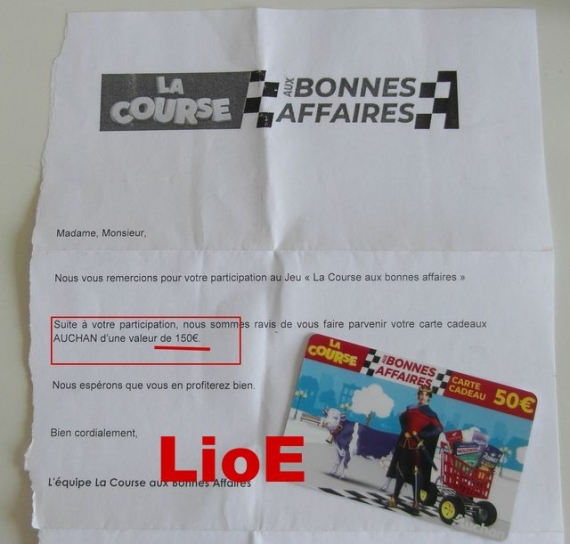 LA
COURSE
AUX BONNES
AFFAIRES
Madame, Monsieur,
Nous vous remercions pour votre participation au Jeu « La Course aux bonnes affaires »
Suite à votre participation, nous sommes ravis de vous faire parvenir votre carte cadeaux
AUCHAN d'une valeur de 150€.
Nous espérons que vous en profiterez bien.
Bien cordialement,
LioE
L'équipe La Course aux Bonnes Affaires
LA
COURSE
AUX BONNES
AFFAIRES
CARTE
CADEAU
50€
Auchan